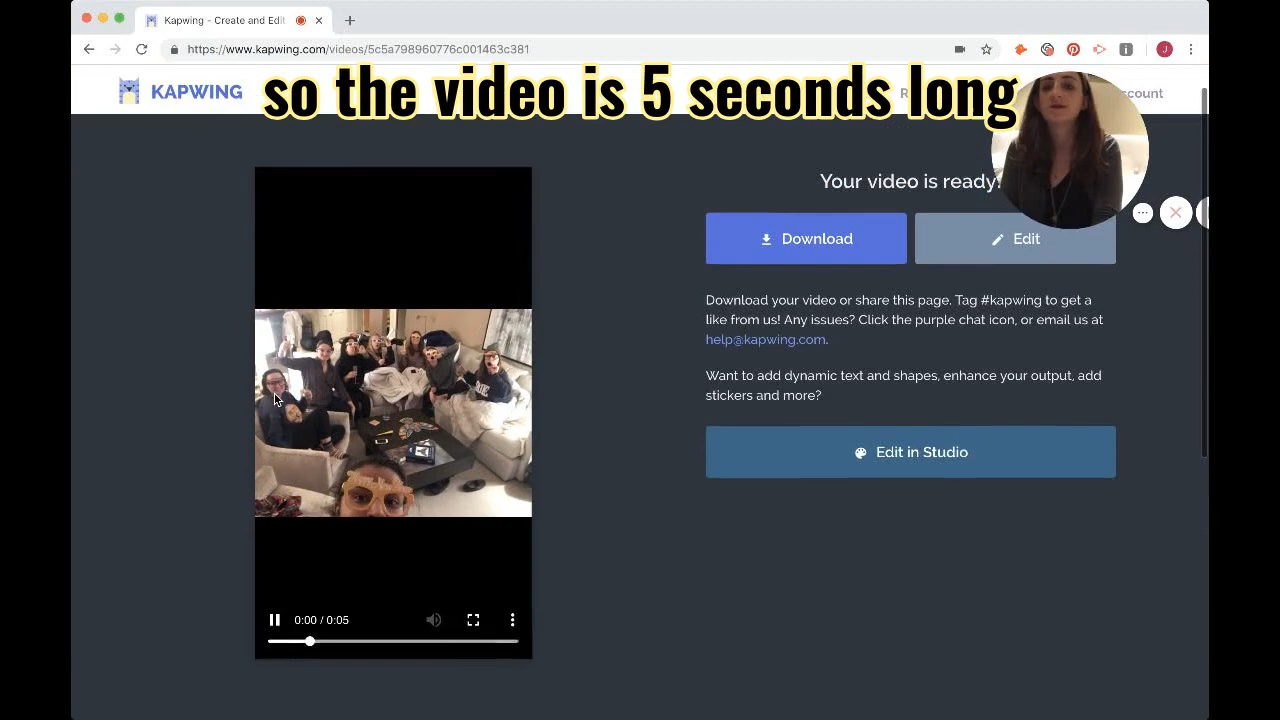 Kapwing - Create and Edit
https://www.kapwing.com/videos/5c5a798960776c001463c381
J
KAPWING
so the video is 5 seconds long
Your video is ready!
Download
Edit
Download your video or share this page. Tag #kapwing to get a
like from us! Any issues? Click the purple chat icon, or email us at
help@kapwing.com.
Want to add dynamic text and shapes, enhance your output, add
stickers and more?
Edit in Studio
0:00 / 0:05